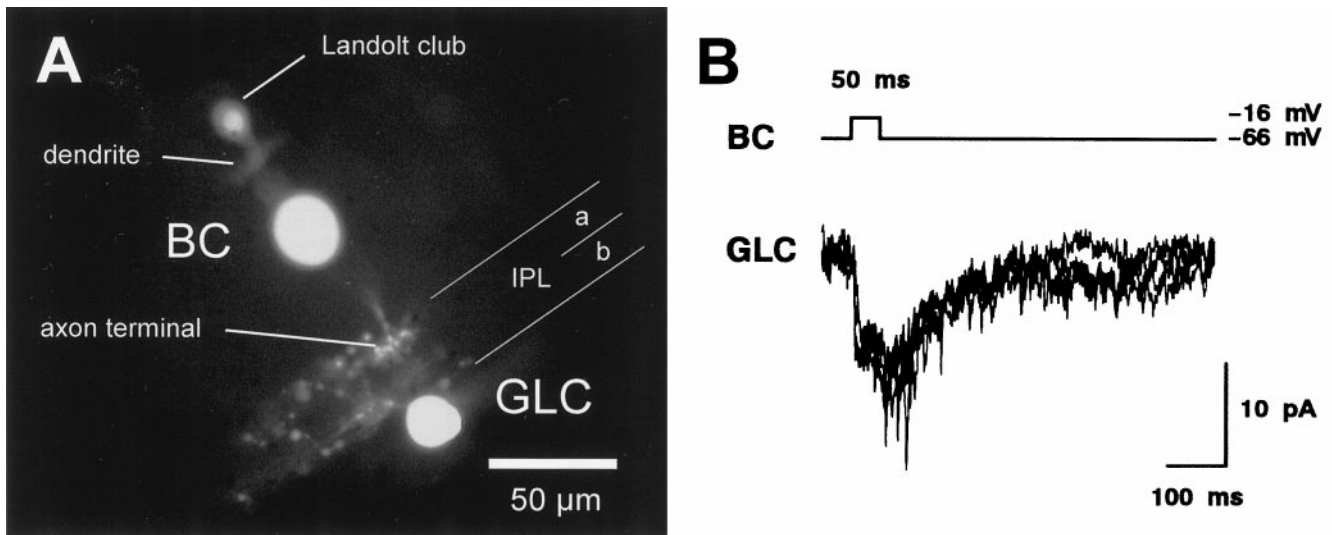 A
Landolt club
dendrite
BC
a
b
IPL
axon terminal
GLC
50 µm
B
50 ms
BC
-16 mV
-66 mV
GLC
10 pA
100 ms